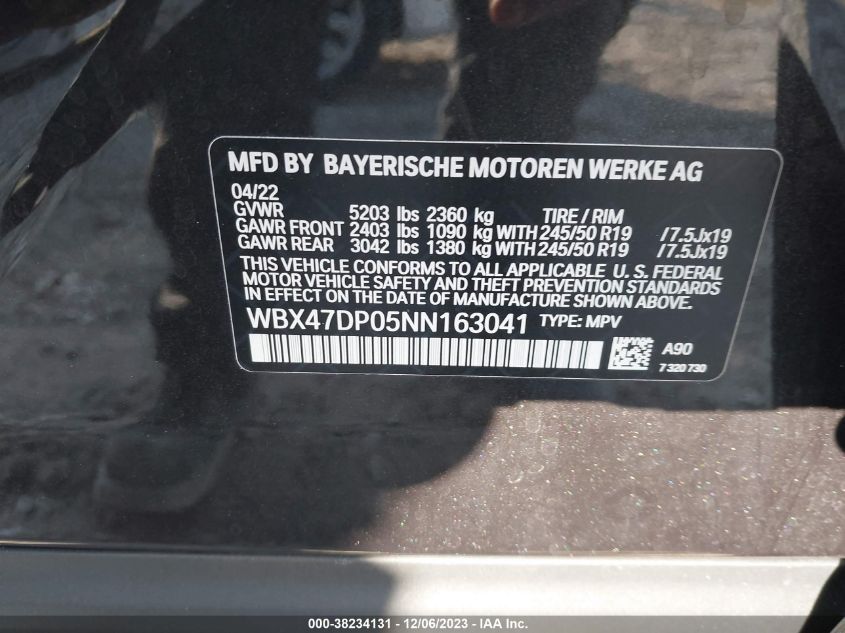 MFD BY BAYERISCHE MOTOREN WERKE AG
04/22
GVWR 5203 lbs 2360 kg TIRE / RIM
GAWR FRONT 2403 lbs 1090 kg WITH 245/50 R19 /7.5Jx19
GAWR REAR 3042 lbs 1380 kg WITH 245/50 R19 /7.5Jx19
THIS VEHICLE CONFORMS TO ALL APPLICABLE U. S. FEDERAL
MOTOR VEHICLE SAFETY AND THEFT PREVENTION STANDARDS
IN EFFECT ON THE DATE OF MANUFACTURE SHOWN ABOVE.
WBX47DP05NN163041 TYPE: MPV
A90
7 320 730
000-38234131 - 12/06/2023 - IAA Inc.